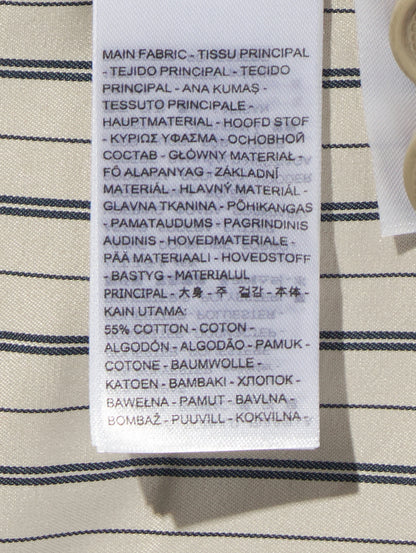 MAIN FABRIC - TISSU PRINCIPAL
- TEJIDO PRINCIPAL - TECIDO
PRINCIPAL - ANA KUMAŞ -
TESSUTO PRINCIPALE -
HAUPTMATERIAL - HOOFD STOF
- ΚΥΡΙΩΣ ΥΦΑΣΜΑ - ОСНОВНОЙ
СОСТАВ - GŁÓWNY MATERIAŁ -
FŐ ALAPANYAG - ZÁKLADNÍ
MATERIÁL - HLAVNÝ MATERIÁL -
GLAVNA TKANINA - PÕHIKANGAS
- PAMATAUDUMS - PAGRINDINIS
AUDINIS - HOVEDMATERIALE -
PÄÄ MATERIAALI - HOVEDSTOFF
- BASTYG - MATERIALUL
PRINCIPAL - 大身 - 주 겉감 - 本体 -
KAIN UTAMA:
55% COTTON - COTON -
ALGODÓN - ALGODÃO - PAMUK -
COTONE - BAUMWOLLE -
KATOEN - BAMBAKI - ХЛОПОК -
BAWEŁNA - PAMUT - BAVLNA -
BOMBAŽ - PUUVILL - KOKVILNA -